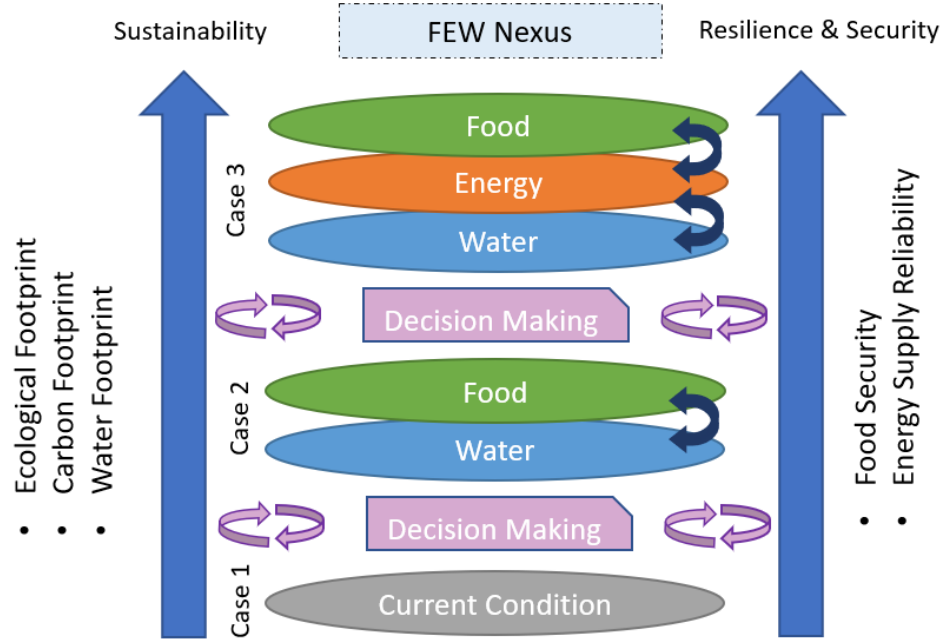 Sustainability
FEW Nexus
Resilience & Security
Food
Energy
Water
Case 3
Decision Making
Food
Water
Case 2
Decision Making
Current Condition
Case 1
• Ecological Footprint
• Carbon Footprint
• Water Footprint
• Food Security
• Energy Supply Reliability